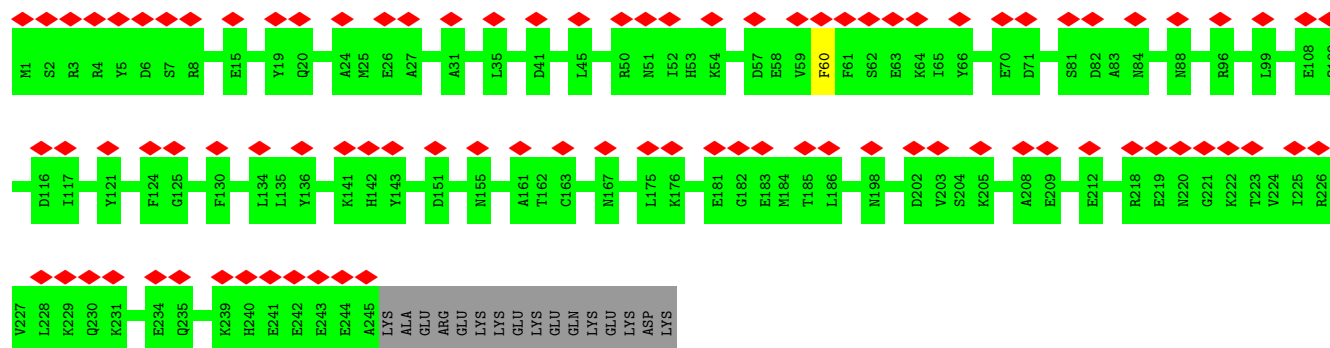 M1 S2 R3 R4 Y5 D6 S7 R8 E15 Y19 Q20 A24 M25 E26 A27 A31 L35 D41 L45 R50 N51 I52 H53 K54 D57 E58 V59 F60 F61 S62 E63 K64 I65 Y66 E70 D71 S81 D82 A83 N84 N88 R96 L99 E108
D116 I117 Y121 F124 G125 F130 L134 L135 Y136 K141 H142 Y143 D151 N155 A161 T162 C163 N167 L175 K176 E181 G182 E183 M184 T185 L186 N198 D202 V203 S204 K205 A208 E209 E212 R218 E219 N220 G221 K222 T223 V224 I225 R226
V227 L228 K229 Q230 K231 E234 Q235 K239 H240 E241 E242 E243 E244 A245 LYS ALA GLU ARG GLU LYS LYS GLU LYS GLU GLN LYS GLU LYS ASP LYS